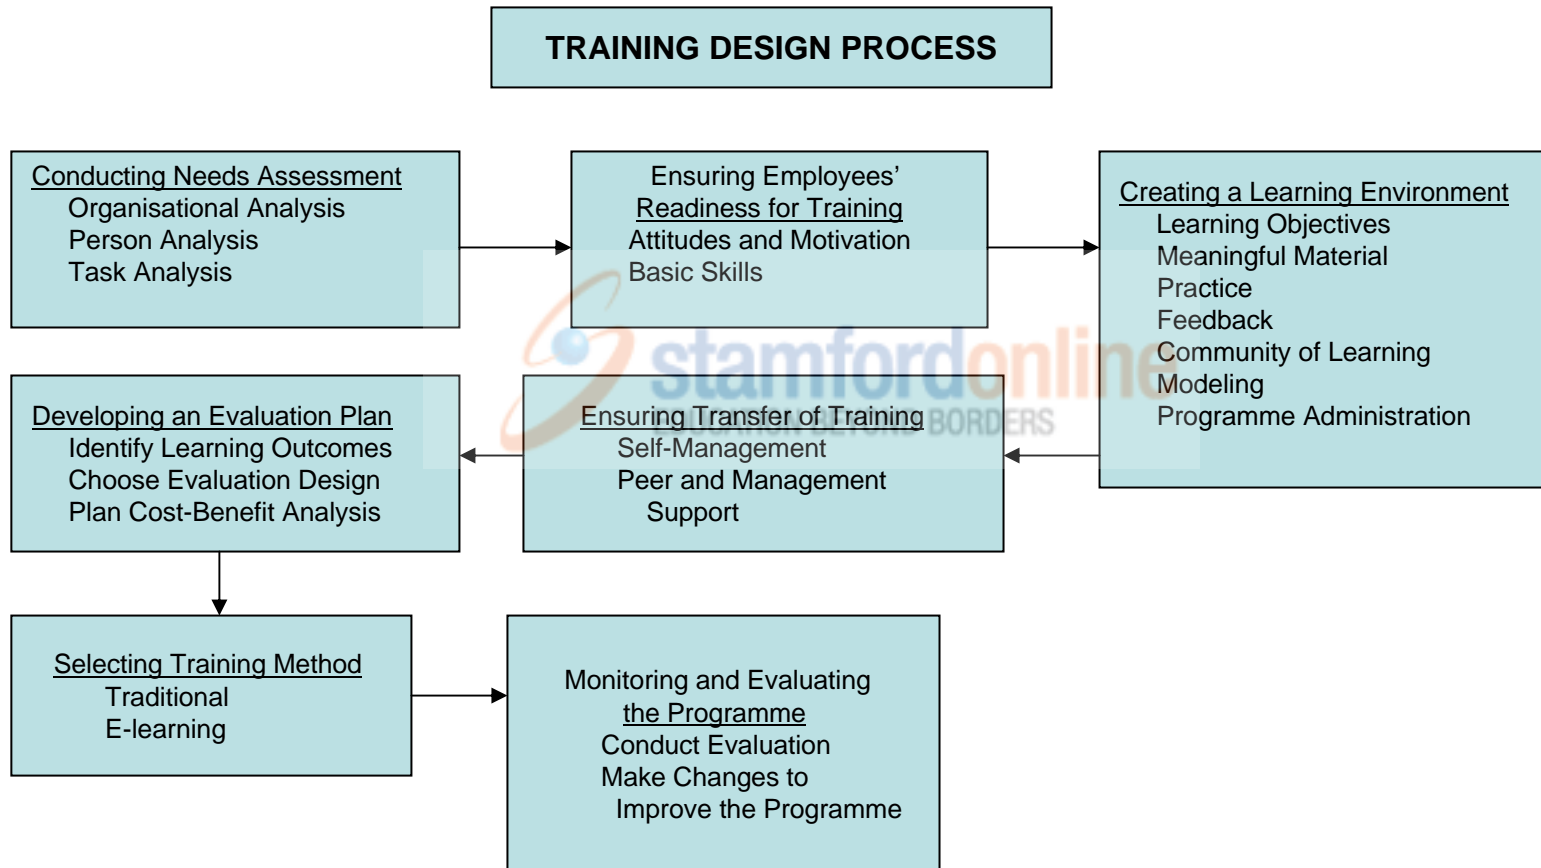 TRAINING DESIGN PROCESS
Conducting Needs Assessment
Organisational Analysis
Person Analysis
Task Analysis
Ensuring Employees’
Readiness for Training
Attitudes and Motivation
Basic Skills
Creating a Learning Environment
Learning Objectives
Meaningful Material
Practice
Feedback
Community of Learning
Modeling
Programme Administration
stamfordonline
EDUCATION BEYOND BORDERS
Ensuring Transfer of Training
Self-Management
Peer and Management
Support
Developing an Evaluation Plan
Identify Learning Outcomes
Choose Evaluation Design
Plan Cost-Benefit Analysis
Selecting Training Method
Traditional
E-learning
Monitoring and Evaluating
the Programme
Conduct Evaluation
Make Changes to
Improve the Programme